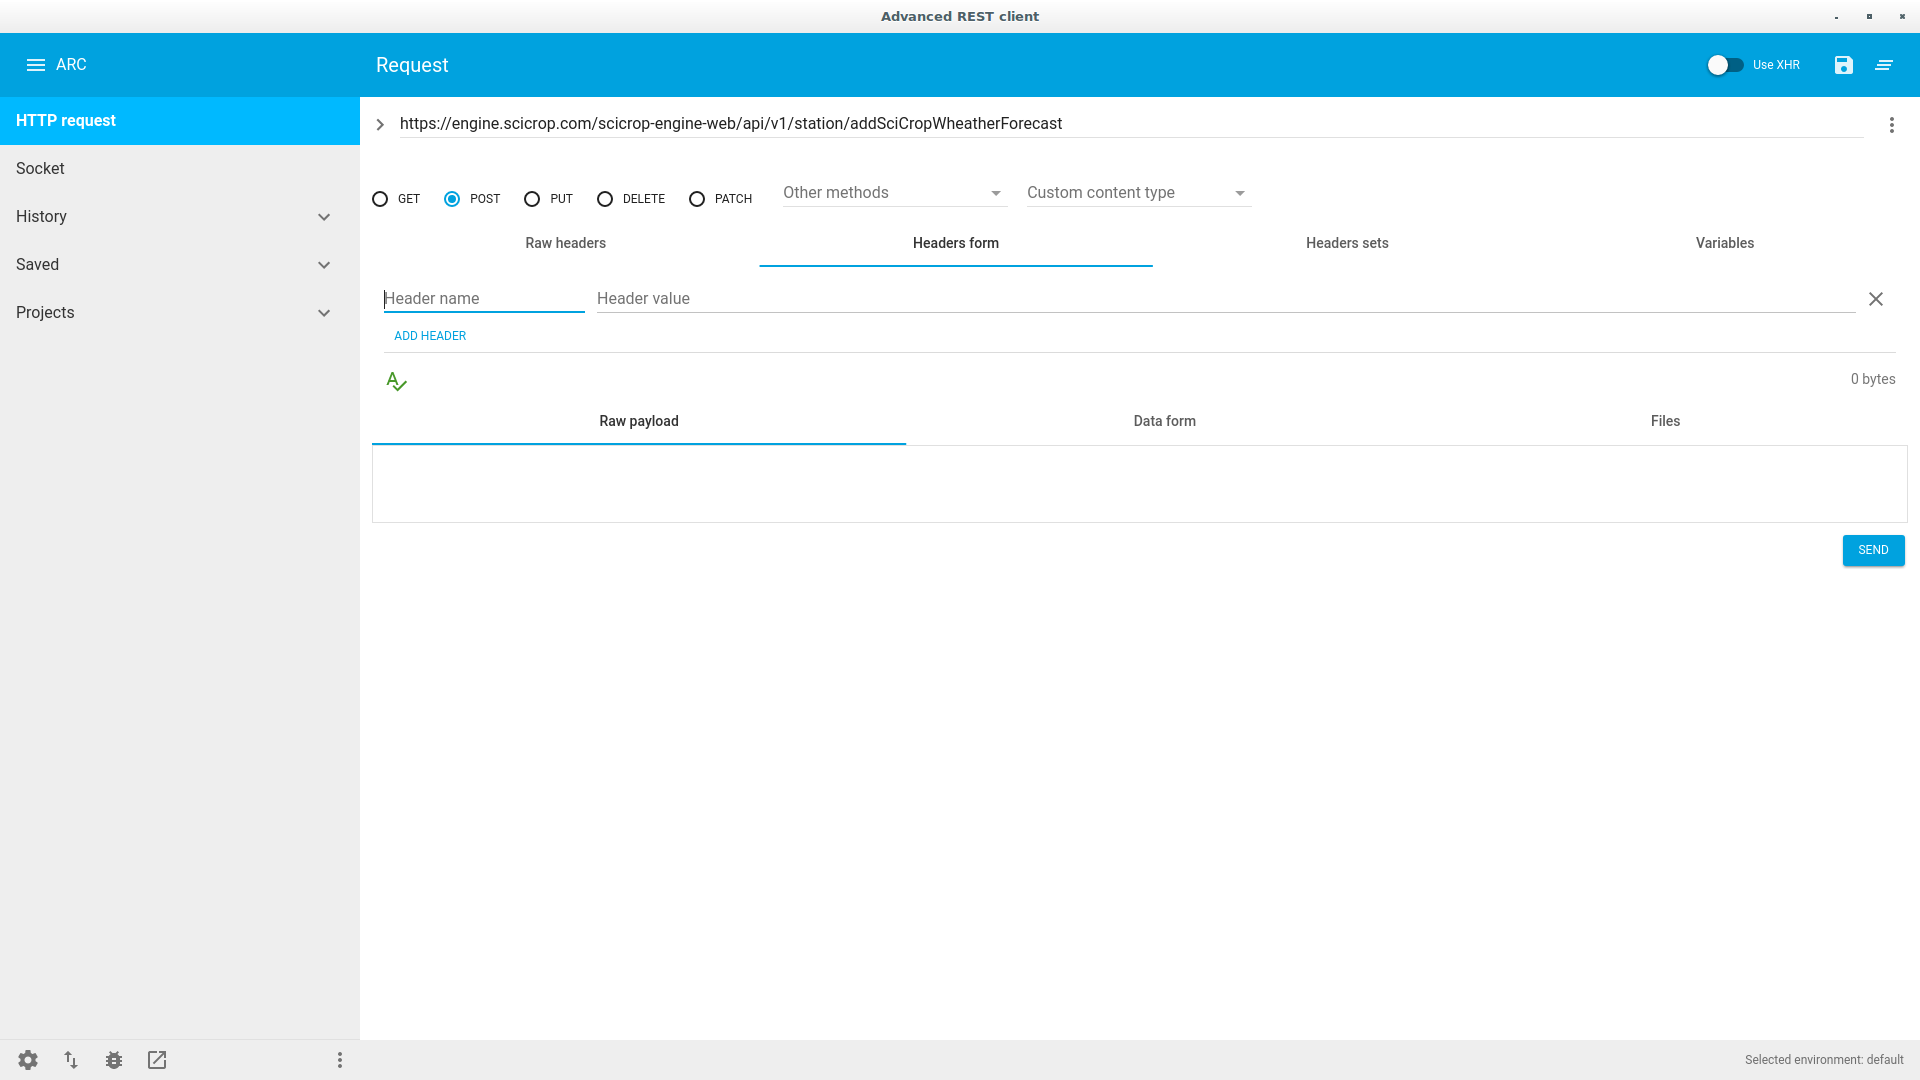 Advanced REST client
ARC
Request
Use XHR
HTTP request
Socket
History
Saved
Projects
https://engine.scicrop.com/scicrop-engine-web/api/v1/station/addSciCropWheatherForecast
GET POST PUT DELETE PATCH Other methods Custom content type
Raw headers Headers form Headers sets Variables
Header name Header value
ADD HEADER
0 bytes
Raw payload Data form Files
SEND
Selected environment: default